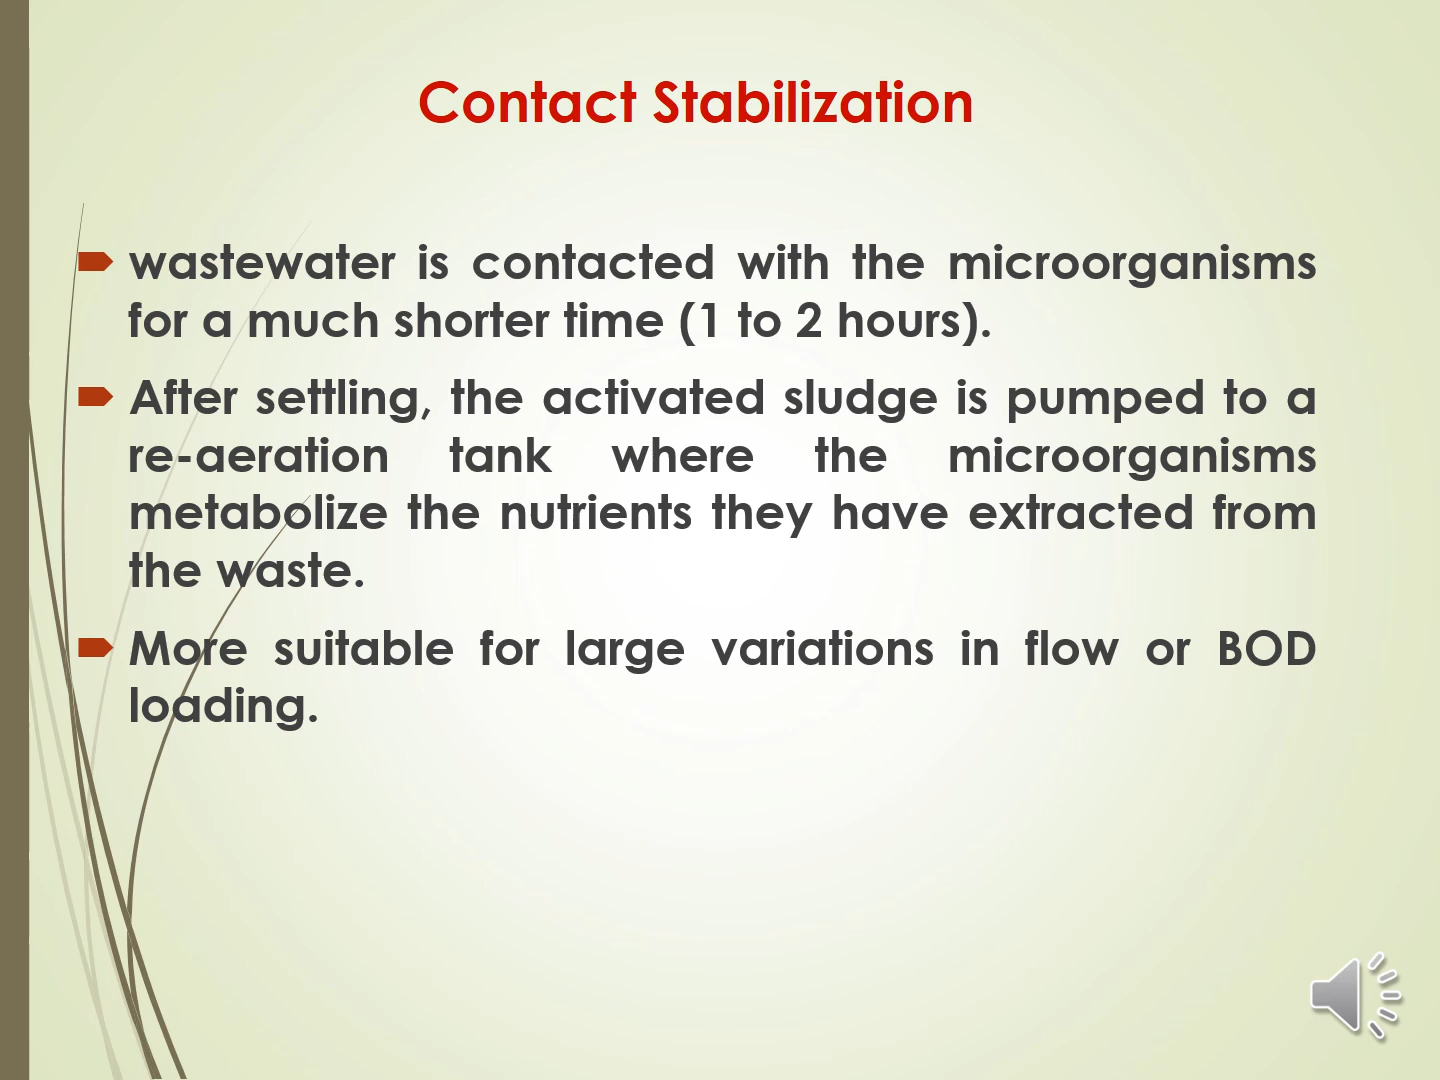 Contact Stabilization
wastewater is contacted with the microorganisms
for a much shorter time (1 to 2 hours).
After settling, the activated sludge is pumped to a
re-aeration tank where the microorganisms
metabolize the nutrients they have extracted from
the waste.
More suitable for large variations in flow or BOD
loading.